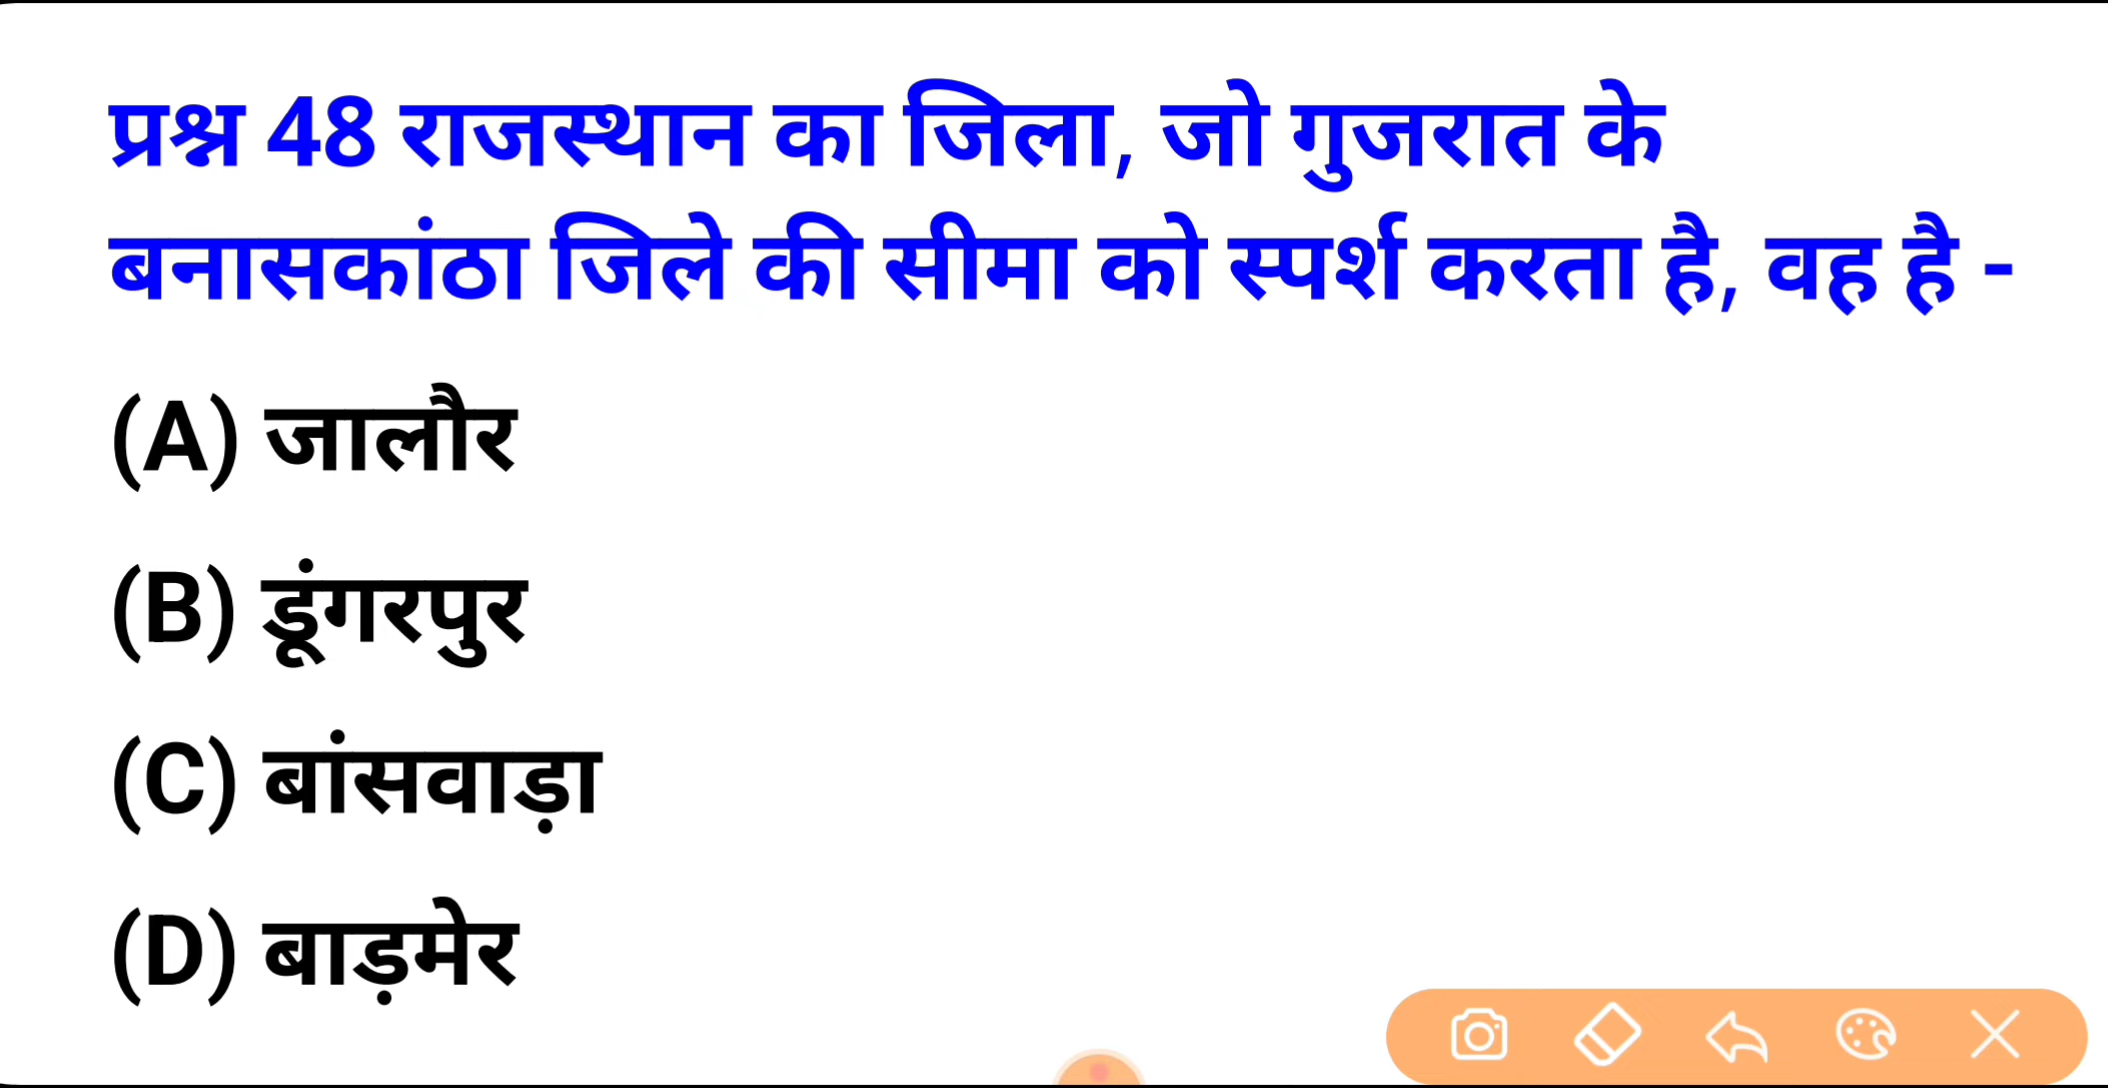 प्रश्न 48 राजस्थान का जिला, जो गुजरात के
बनासकांठा जिले की सीमा को स्पर्श करता है, वह है -
(A) जालौर
(B) डूंगरपुर
(C) बांसवाड़ा
(D) बाड़मेर